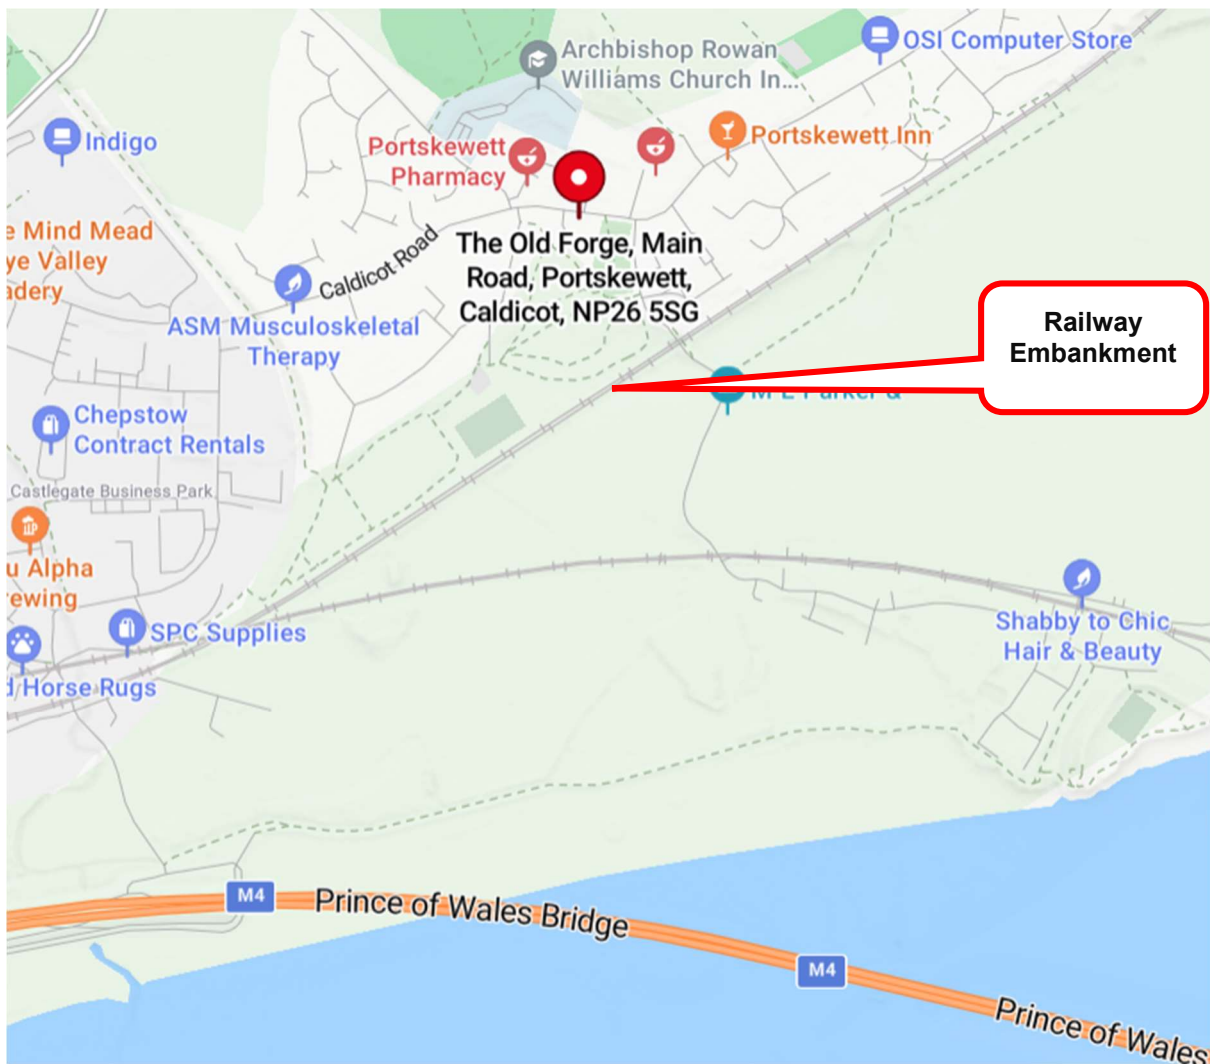 Archbishop Rowan
Williams Church In...
OSI Computer Store
Indigo
Portskewett
Pharmacy
Portskewett Inn
e Mind Mead
ye Valley
adery
Caldicot Road
The Old Forge, Main
Road, Portskewett,
Caldicot, NP26 5SG
ASM Musculoskeletal
Therapy
Railway
Embankment
Chepstow
Contract Rentals
Castlegate Business Park
u Alpha
rewing
SPC Supplies
d Horse Rugs
Shabby to Chic
Hair & Beauty
M4
Prince of Wales Bridge
M4
Prince of Wales